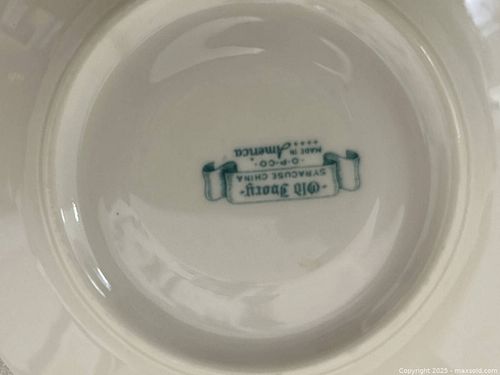 -Old Ivory-
SYRACUSE CHINA
·O·P·CO·
MADE IN America
Copyright 2025 - maxsold.com